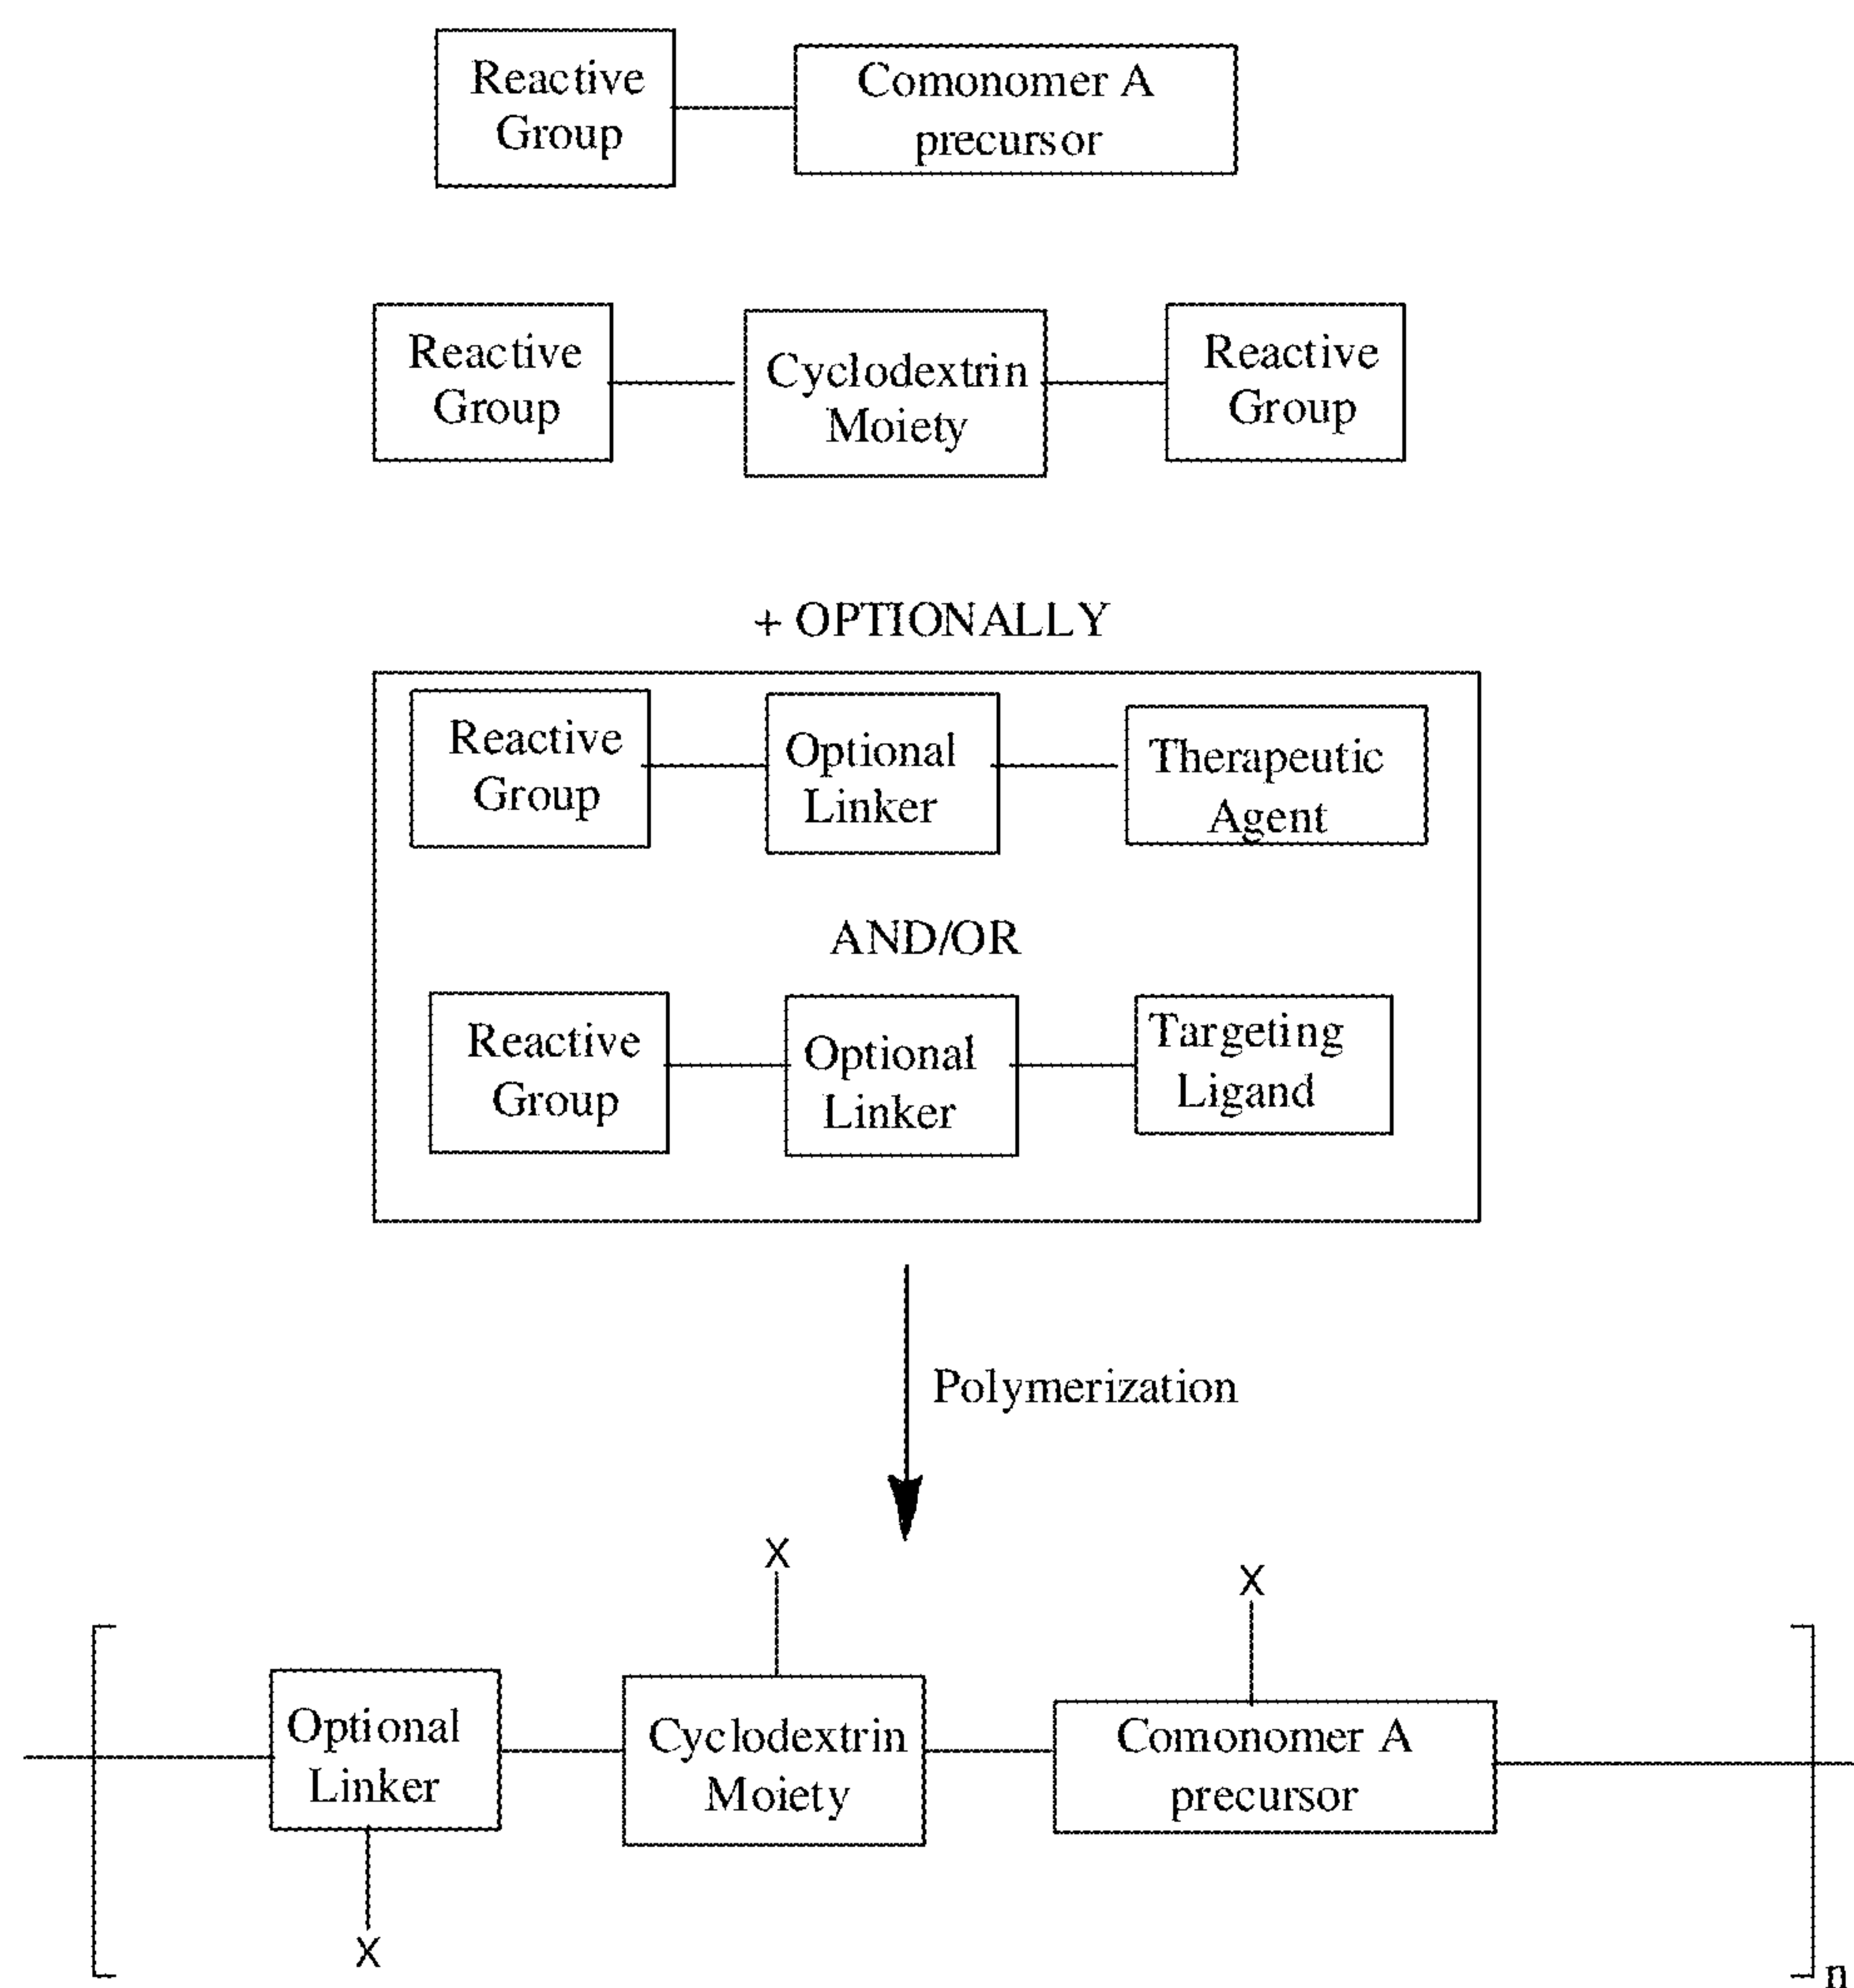 Reactive
Group
Comonomer A
precursor
Reactive
Group
Cyclodextrin
Moiety
Reactive
Group
+ OPTIONALLY
Reactive
Group
Optional
Linker
Therapeutic
Agent
AND/OR
Reactive
Group
Optional
Linker
Targeting
Ligand
Polymerization
X
X
Optional
Linker
Cyclodextrin
Moiety
Comonomer A
precursor
X
n